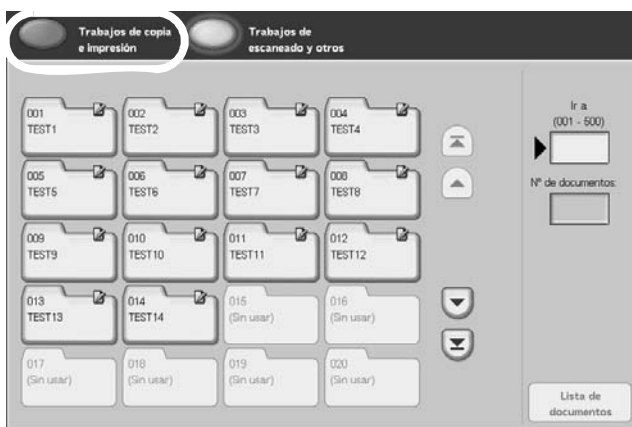 Trabajos de copia
e impresión
Trabajos de
escaneado y otros
001
TEST1
002
TEST2
003
TEST3
004
TEST4
005
TEST5
006
TEST6
007
TEST7
008
TEST8
009
TEST9
010
TEST10
011
TEST11
012
TEST12
013
TEST13
014
TEST14
015
(Sin usar)
016
(Sin usar)
017
(Sin usar)
018
(Sin usar)
019
(Sin usar)
020
(Sin usar)
Ir a
(001 - 500)
Nº de documentos:
Lista de
documentos